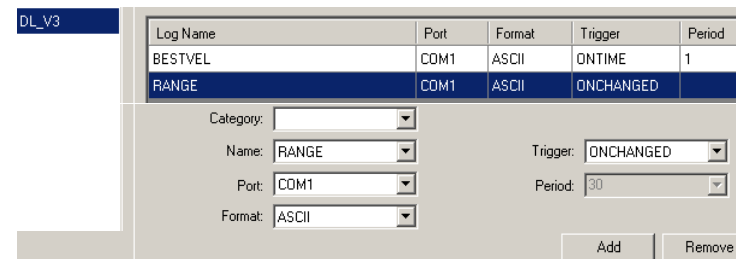 DL_V3
Log Name Port Format Trigger Period
BESTVEL COM1 ASCII ONTIME 1
RANGE COM1 ASCII ONCHANGED
Category:
Name: RANGE Trigger: ONCHANGED
Port: COM1 Period: 30
Format: ASCII
Add Remove